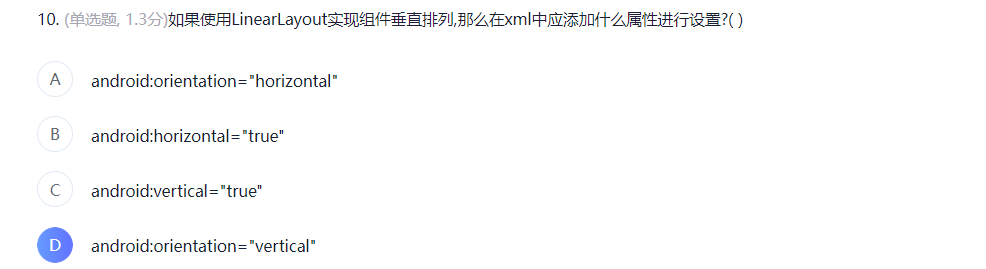 10. (单选题, 1.3分)如果使用LinearLayout实现组件垂直排列,那么在xml中应添加什么属性进行设置?( )
A android:orientation="horizontal"
B android:horizontal="true"
C android:vertical="true"
D android:orientation="vertical"